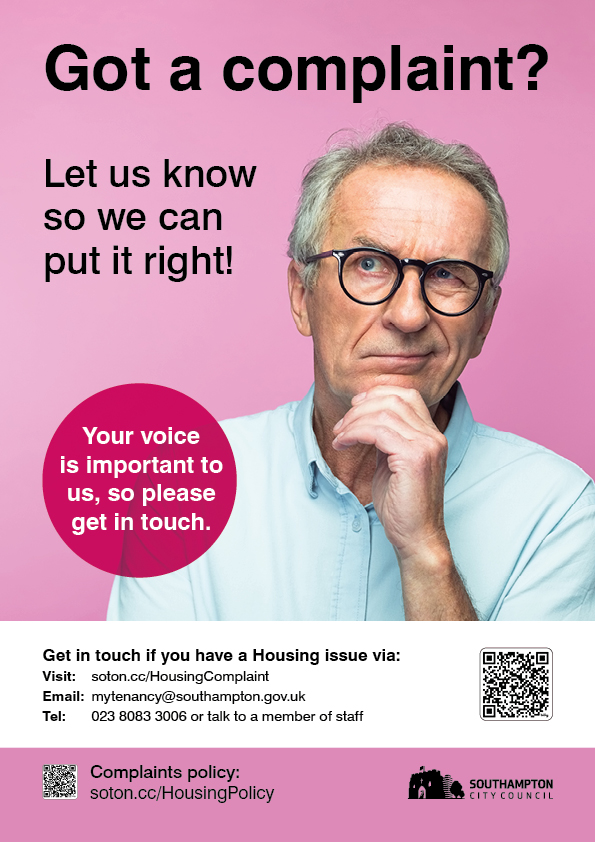 Got a complaint?
Let us know
so we can
put it right!
Your voice
is important to
us, so please
get in touch.
Get in touch if you have a Housing issue via:
Visit: soton.cc/HousingComplaint
Email: mytenancy@southampton.gov.uk
Tel: 023 8083 3006 or talk to a member of staff
Complaints policy:
soton.cc/HousingPolicy
SOUTHAMPTON
CITY COUNCIL